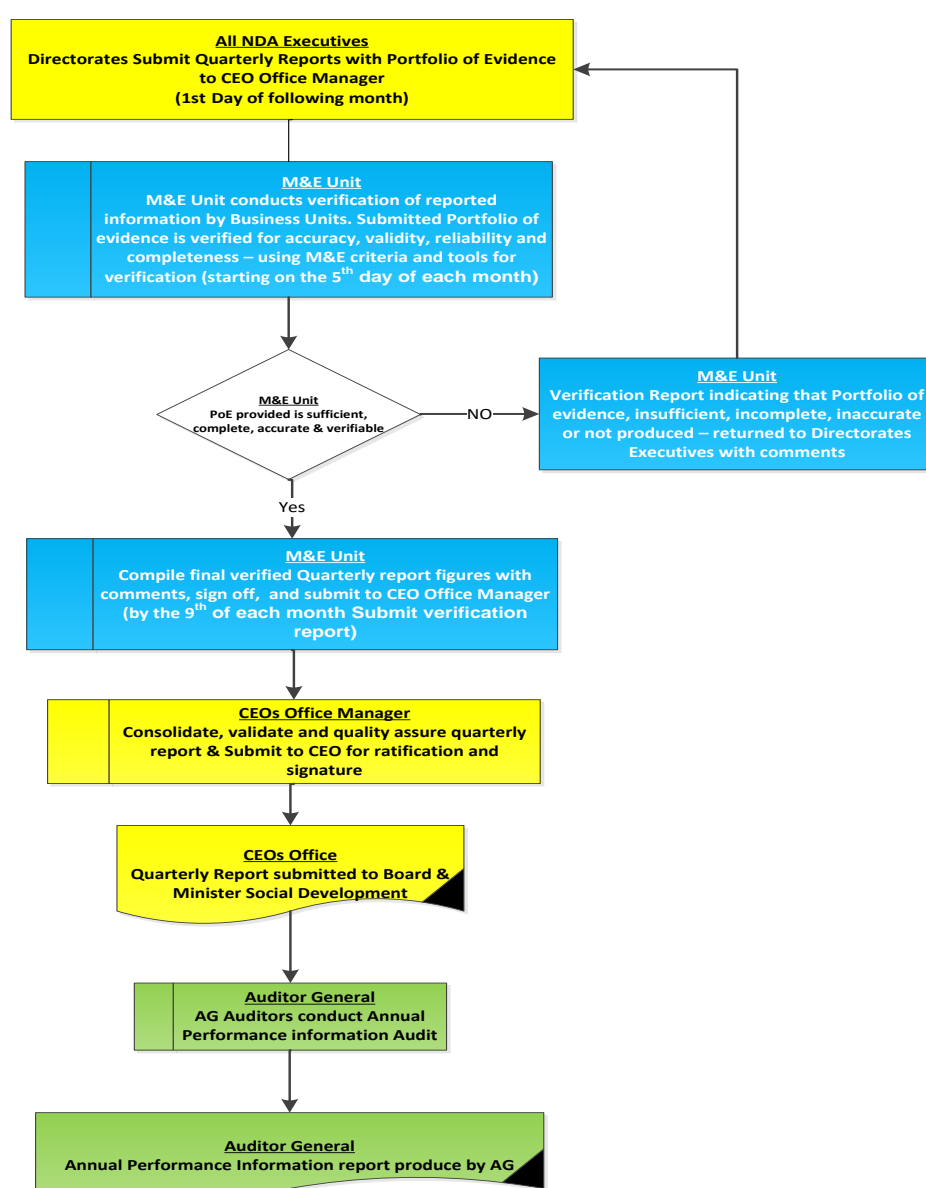 All NDA Executives
Directorates Submit Quarterly Reports with Portfolio of Evidence
to CEO Office Manager
(1st Day of following month)
M&E Unit
M&E Unit conducts verification of reported
information by Business Units. Submitted Portfolio of
evidence is verified for accuracy, validity, reliability and
completeness – using M&E criteria and tools for
verification (starting on the 5th day of each month)
M&E Unit
PoE provided is sufficient,
complete, accurate & verifiable
NO
M&E Unit
Verification Report indicating that Portfolio of
evidence, insufficient, incomplete, inaccurate
or not produced – returned to Directorates
Executives with comments
Yes
M&E Unit
Compile final verified Quarterly report figures with
comments, sign off, and submit to CEO Office Manager
(by the 9th of each month Submit verification
report)
CEOs Office Manager
Consolidate, validate and quality assure quarterly
report & Submit to CEO for ratification and
signature
CEOs Office
Quarterly Report submitted to Board &
Minister Social Development
Auditor General
AG Auditors conduct Annual
Performance information Audit
Auditor General
Annual Performance Information report produce by AG